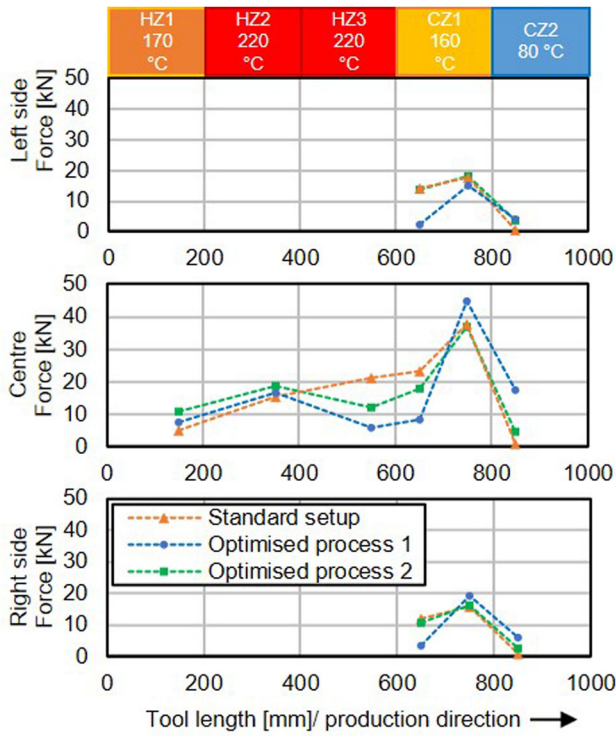 HZ1 HZ2 HZ3 CZ1 CZ2
170 220 220 160 80 °C
°C °C °C °C
Left side
Force [kN]
50
40
30
20
10
0
0 200 400 600 800 1000
Centre
Force [kN]
50
40
30
20
10
0
0 200 400 600 800 1000
Right side
Force [kN]
50
40
30
20
10
0
Standard setup
Optimised process 1
Optimised process 2
0 200 400 600 800 1000
Tool length [mm]/ production direction